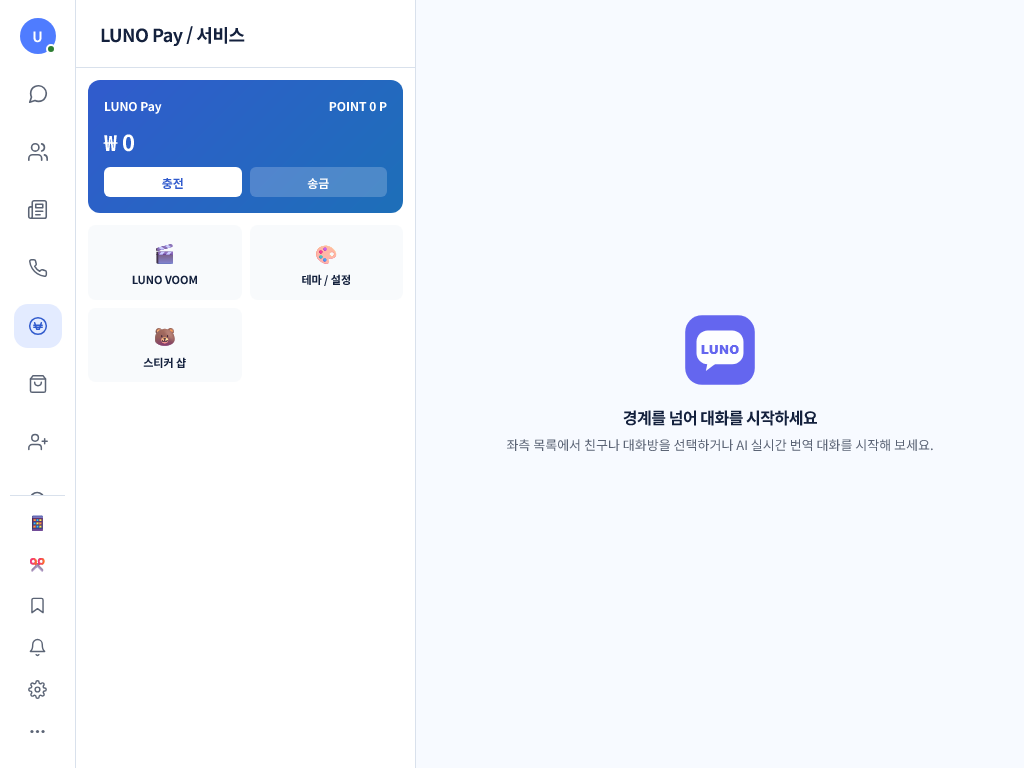 U
LUNO Pay / 서비스
LUNO Pay
POINT 0 P
₩ 0
충전
송금
LUNO VOOM
테마 / 설정
스티커 샵
LUNO
경계를 넘어 대화를 시작하세요
좌측 목록에서 친구나 대화방을 선택하거나 AI 실시간 번역 대화를 시작해 보세요.